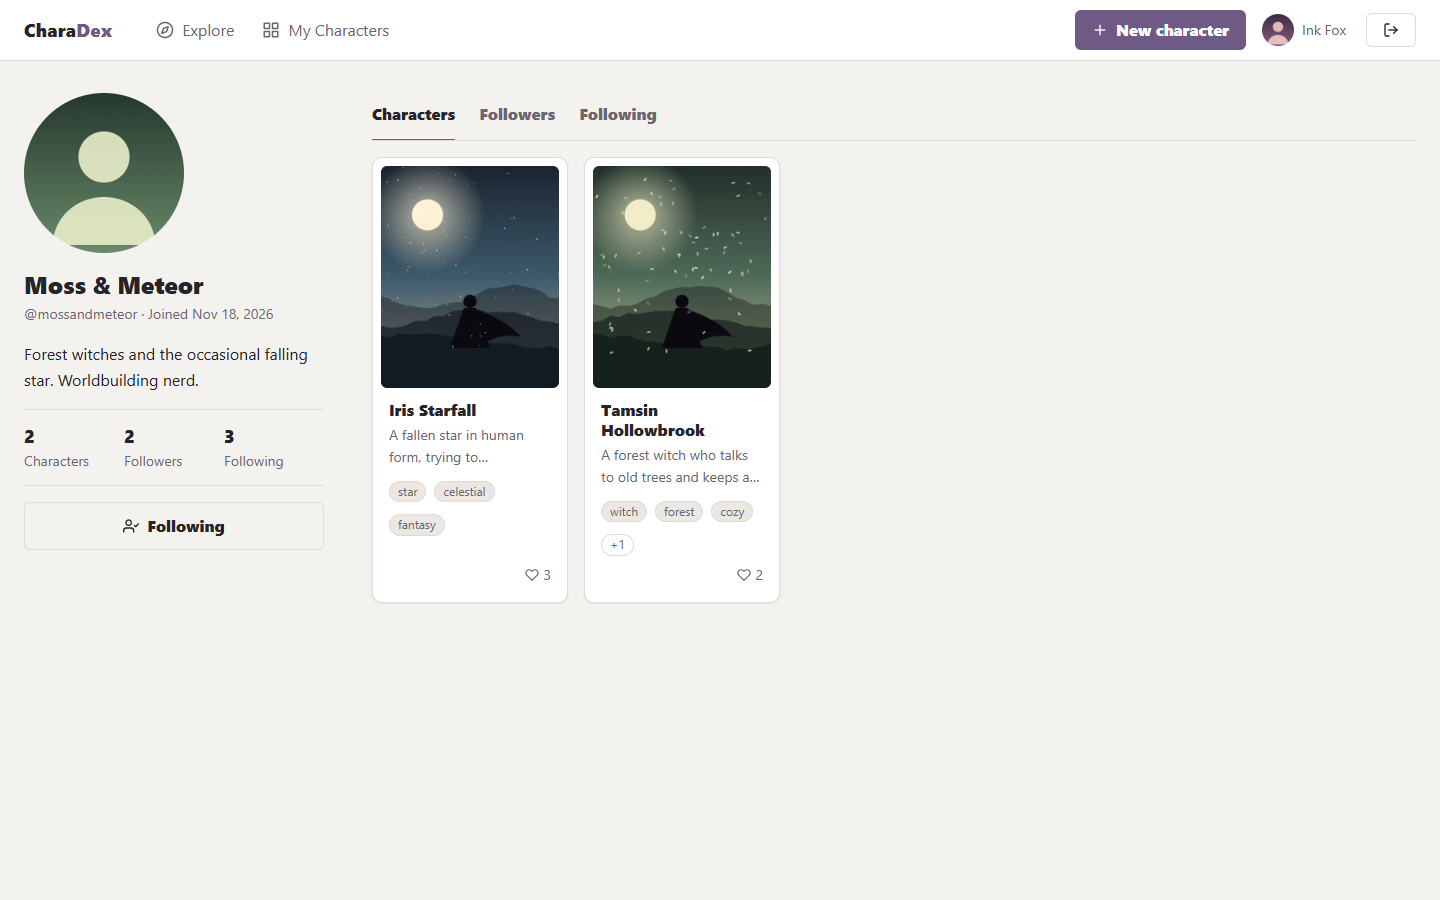 CharaDex
Explore
My Characters
New character
Ink Fox
Moss & Meteor
@mossandmeteor · Joined Nov 18, 2026
Forest witches and the occasional falling
star. Worldbuilding nerd.
2
2
3
Characters
Followers
Following
Following
Characters
Followers
Following
Iris Starfall
A fallen star in human
form, trying to...
star
celestial
fantasy
3
Tamsin
Hollowbrook
A forest witch who talks
to old trees and keeps a...
witch
forest
cozy
+1
2